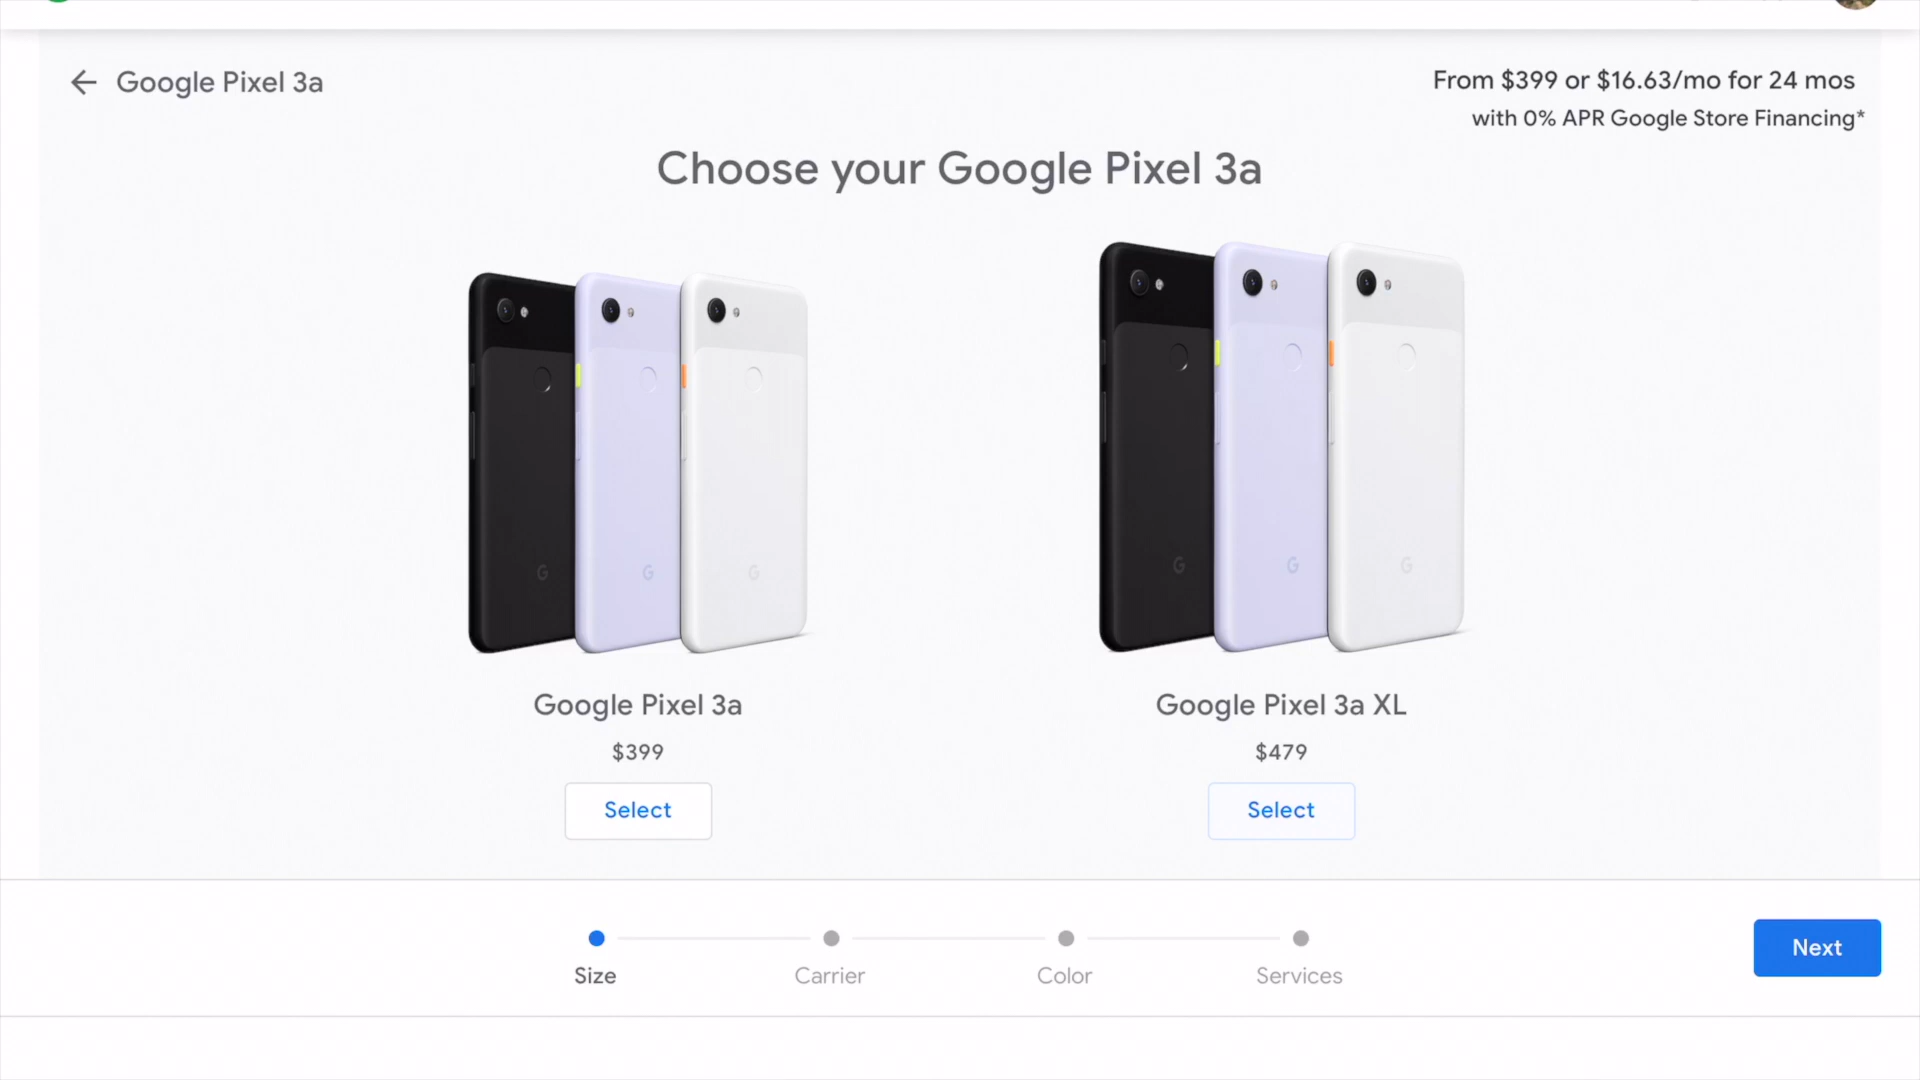 Google Pixel 3a
From $399 or $16.63/mo for 24 mos
with 0% APR Google Store Financing*
Choose your Google Pixel 3a
G G G
G G G
Google Pixel 3a
$399
Select
Google Pixel 3a XL
$479
Select
Size
Carrier
Color
Services
Next